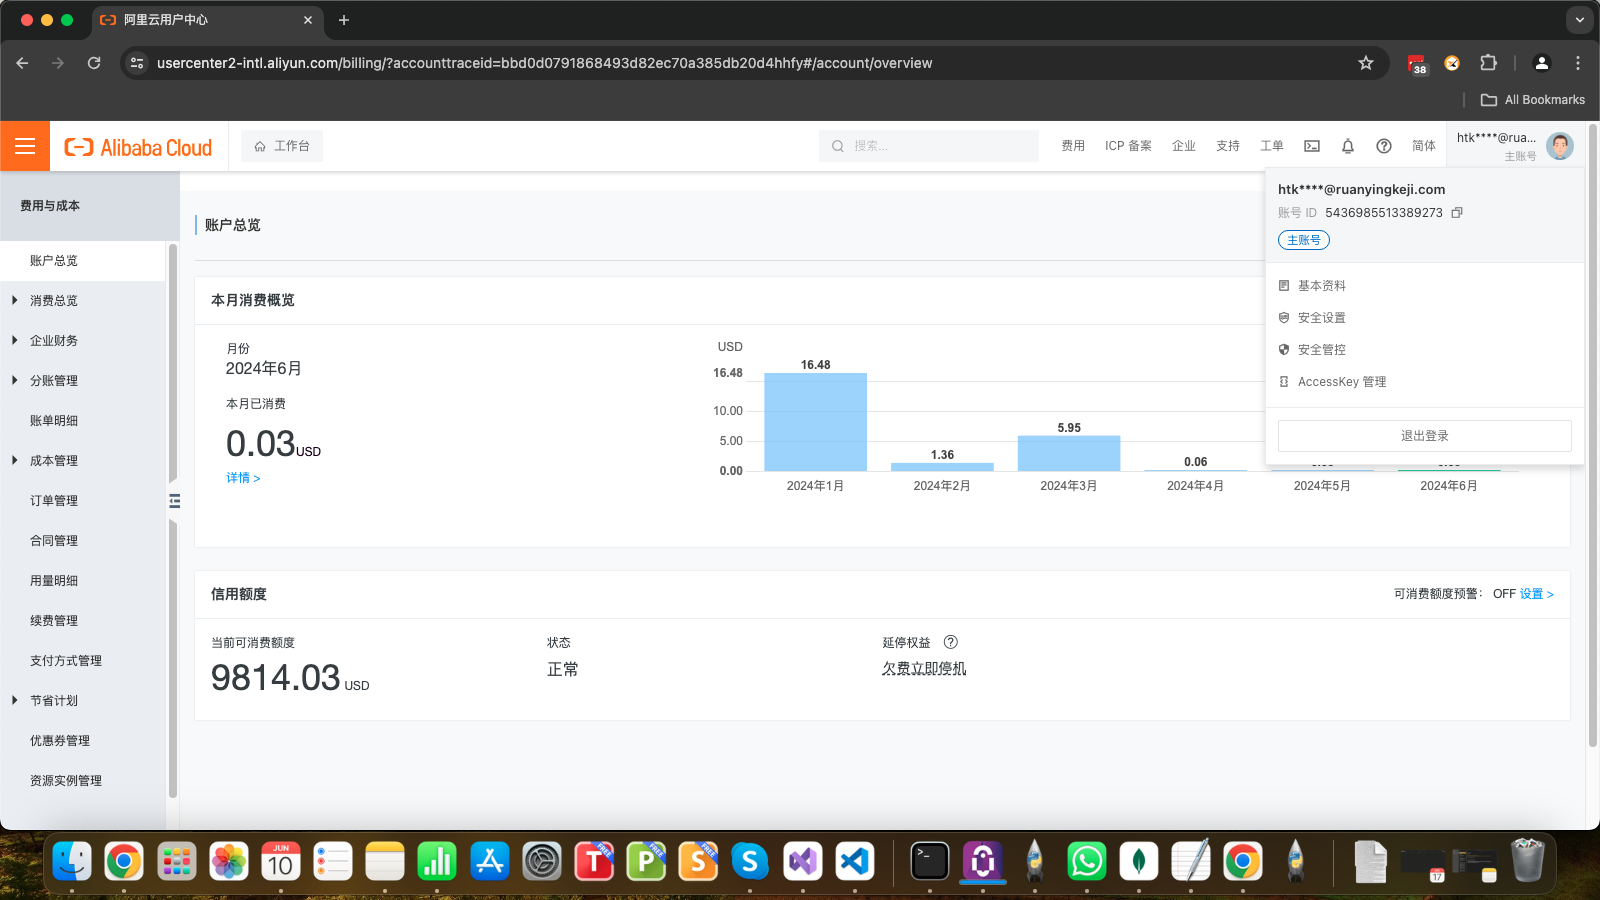 阿里云用户中心
usercenter2-intl.aliyun.com/billing/?accounttraceid=bbd0d0791868493d82ec70a385db20d4hhfy#/account/overview
38
All Bookmarks
Alibaba Cloud
工作台
搜索...
费用
ICP 备案
企业
支持
工单
简体
htk****@rua...
主账号
htk****@ruanyingkeji.com
账号 ID 5436985513389273
主账号
基本资料
安全设置
安全管控
AccessKey 管理
退出登录
费用与成本
账户总览
消费总览
企业财务
分账管理
账单明细
成本管理
订单管理
合同管理
用量明细
续费管理
支付方式管理
节省计划
优惠券管理
资源实例管理
账户总览
本月消费概览
月份
2024年6月
本月已消费
0.03USD
详情 >
USD
16.48
10.00
5.00
0.00
16.48
1.36
5.95
0.06
2024年1月
2024年2月
2024年3月
2024年4月
2024年5月
2024年6月
信用额度
可消费额度预警： OFF 设置 >
当前可消费额度
9814.03 USD
状态
正常
延停权益
欠费立即停机
JUN
10
T
FREE
P
FREE
S
FREE
S
17